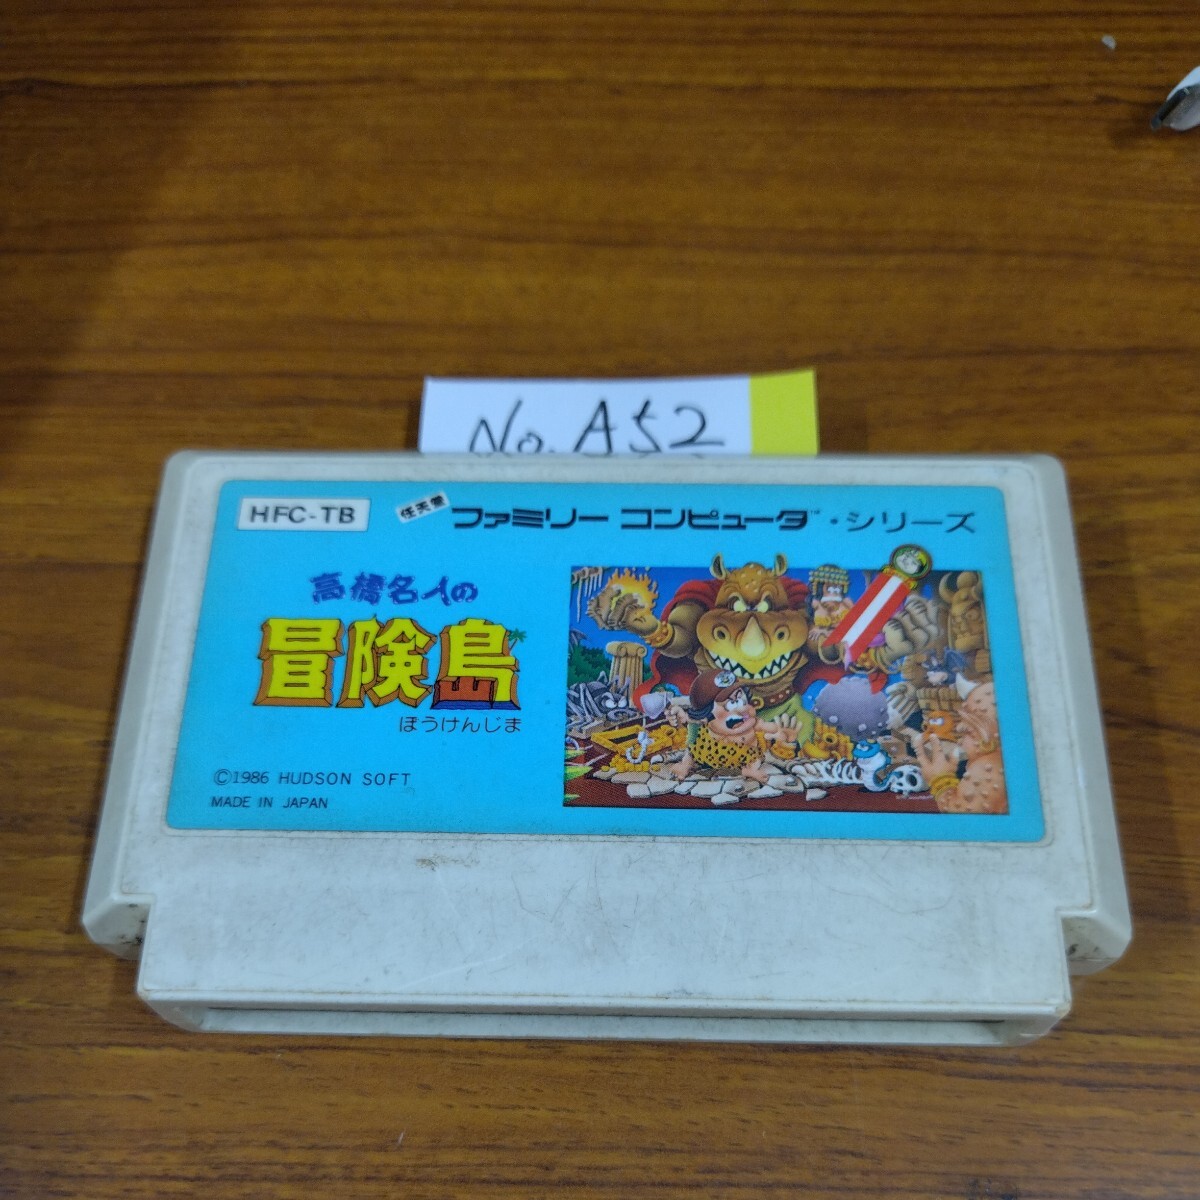 No. A52
HFC-TB
任天堂 ファミリー コンピュータ™・シリーズ
高橋名人の
冒険島
ぼうけんじま
©1986 HUDSON SOFT
MADE IN JAPAN